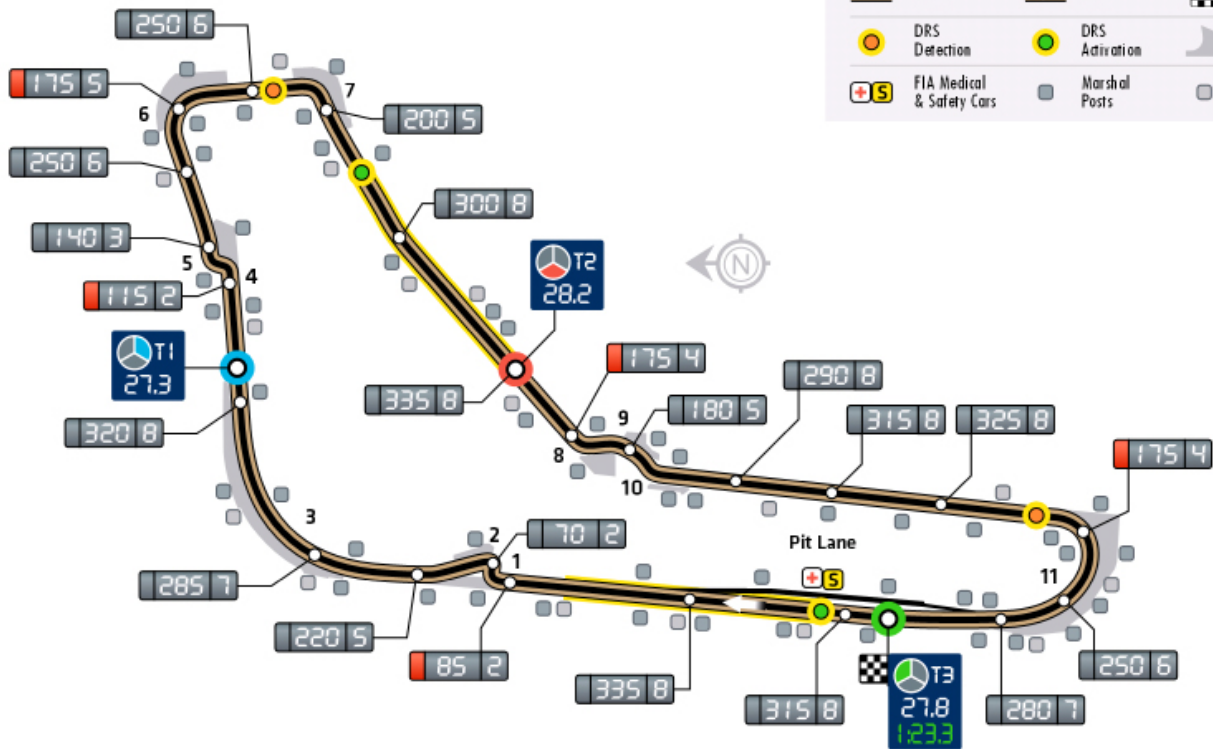 250 6
DRS
Detection
DRS
Activation
175 5
6
7
FIA Medical
& Safety Cars
Marshal
Posts
+ S
200 5
250 6
300 8
140 3
5
4
T2
28.2
N
115 2
T1
27.3
175 4
290 8
335 8
9
180 5
315 8
325 8
320 8
8
175 4
10
3
2
70 2
Pit Lane
1
+ S
11
285 7
220 5
85 2
250 6
335 8
T3
27.8
1:23.3
315 8
280 7